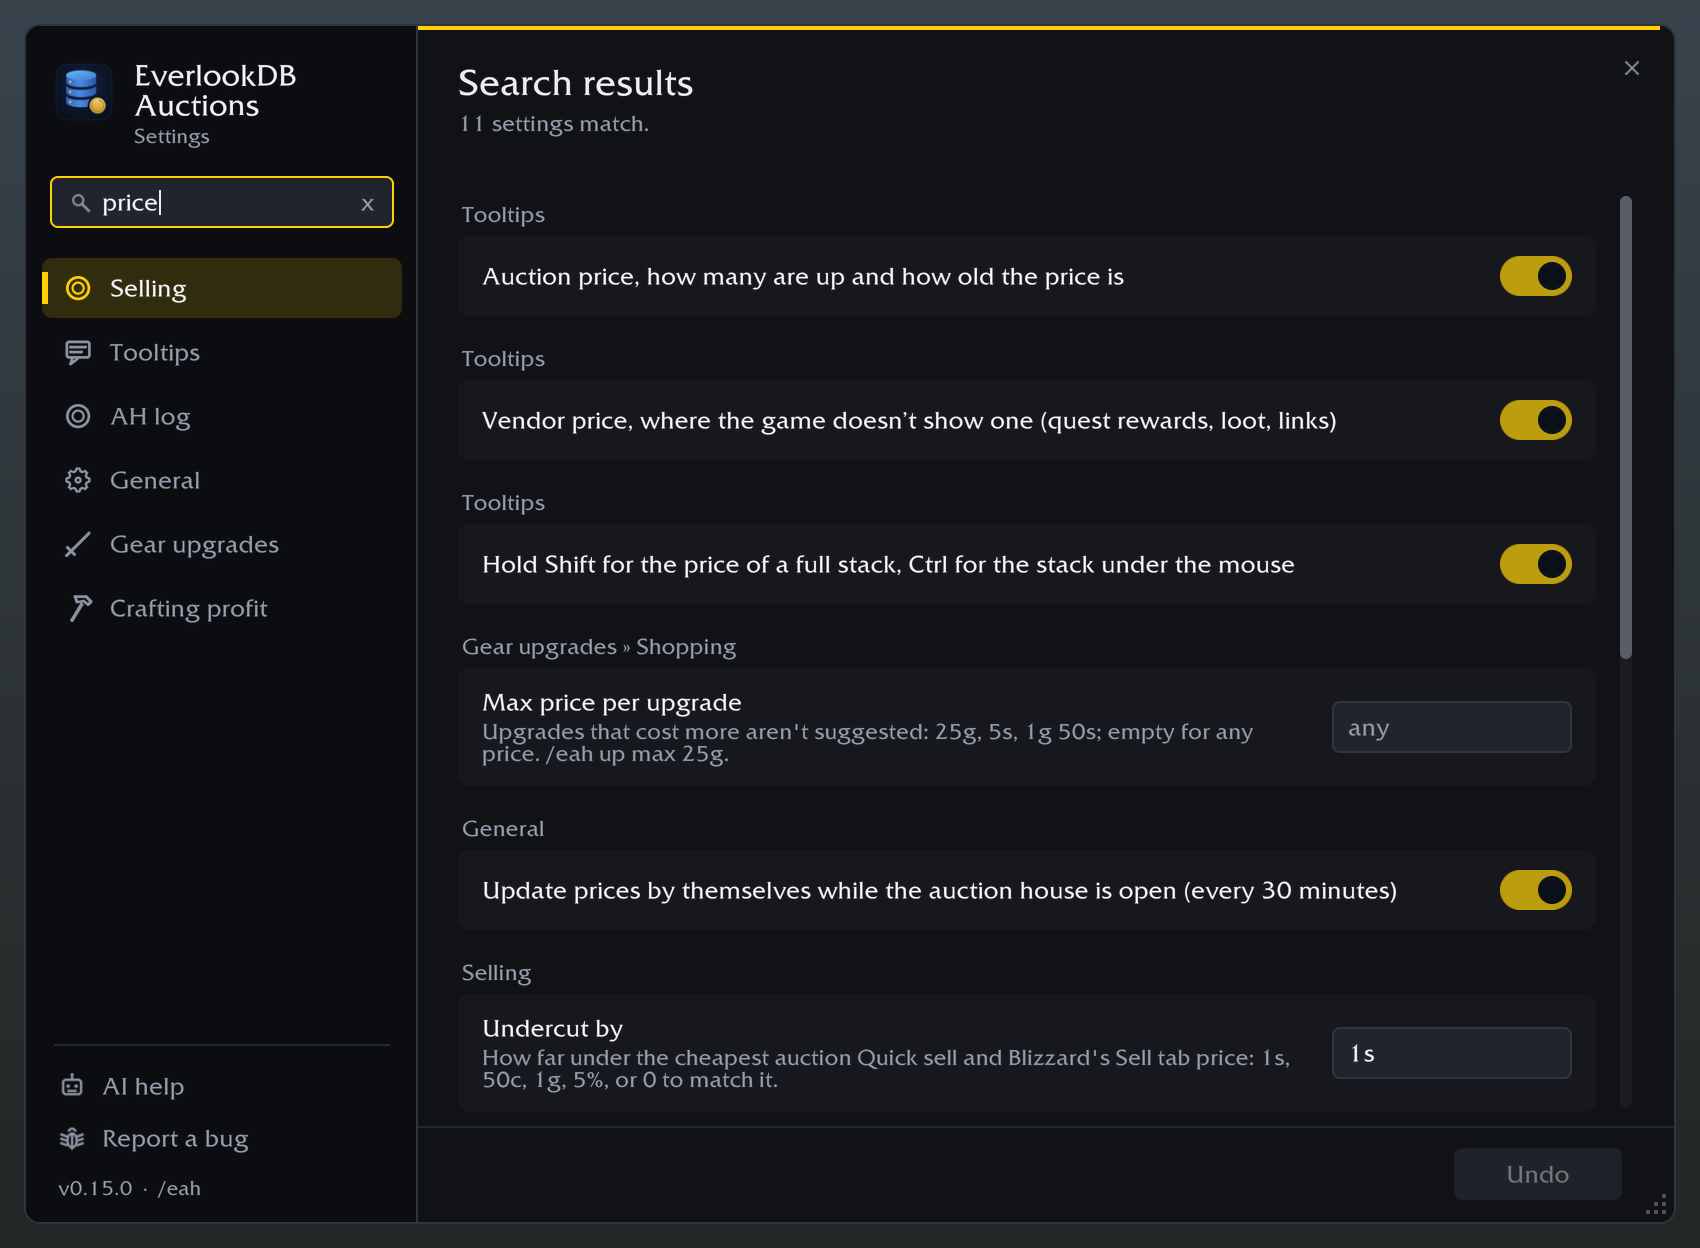 EverlookDB
Auctions
Settings
price
x
Selling
Tooltips
AH log
General
Gear upgrades
Crafting profit
AI help
Report a bug
v0.15.0 · /eah
Search results
11 settings match.
Tooltips
Auction price, how many are up and how old the price is
Tooltips
Vendor price, where the game doesn’t show one (quest rewards, loot, links)
Tooltips
Hold Shift for the price of a full stack, Ctrl for the stack under the mouse
Gear upgrades » Shopping
Max price per upgrade
Upgrades that cost more aren't suggested: 25g, 5s, 1g 50s; empty for any
price. /eah up max 25g.
any
General
Update prices by themselves while the auction house is open (every 30 minutes)
Selling
Undercut by
How far under the cheapest auction Quick sell and Blizzard's Sell tab price: 1s,
50c, 1g, 5%, or 0 to match it.
1s
Undo